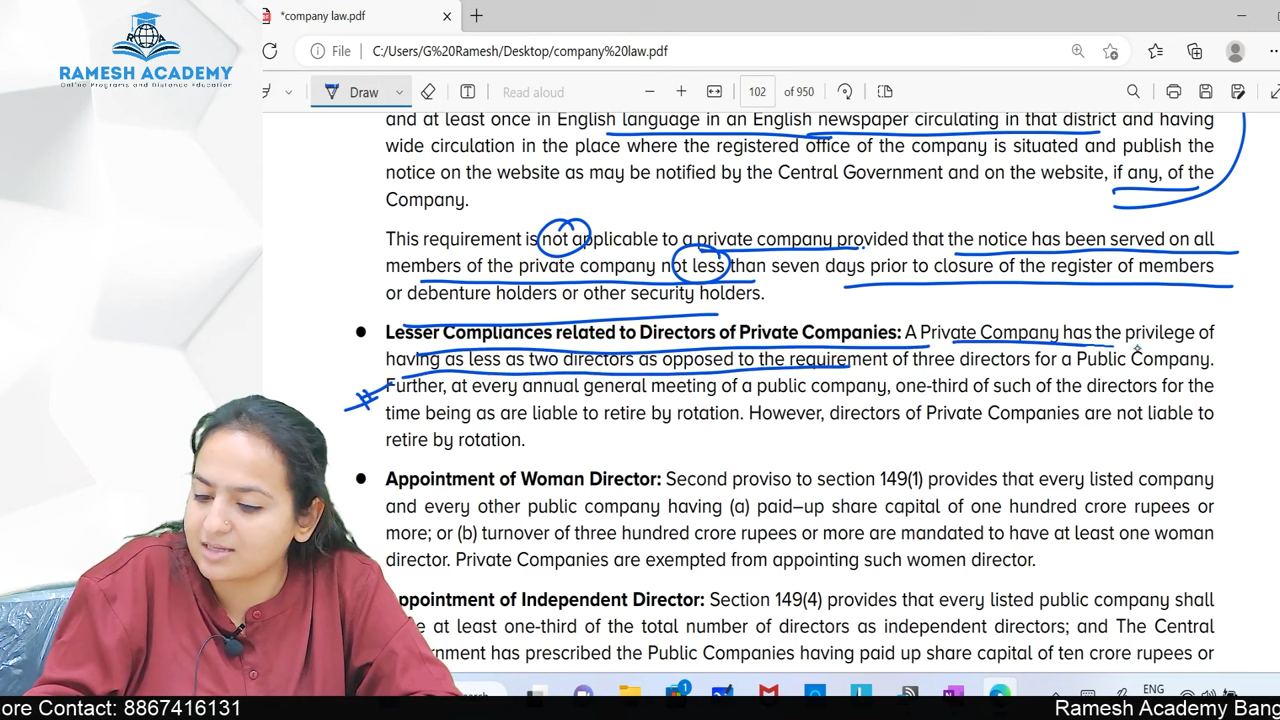 *company law.pdf
RAMESH ACADEMY
Online Programs and Distance Education
File C:/Users/G%20Ramesh/Desktop/company%20law.pdf
Draw Read aloud 102 of 950
and at least once in English language in an English newspaper circulating in that district and having
wide circulation in the place where the registered office of the company is situated and publish the
notice on the website as may be notified by the Central Government and on the website, if any, of the
Company.
This requirement is not applicable to a private company provided that the notice has been served on all
members of the private company not less than seven days prior to closure of the register of members
or debenture holders or other security holders.
● Lesser Compliances related to Directors of Private Companies: A Private Company has the privilege of
having as less as two directors as opposed to the requirement of three directors for a Public Company.
Further, at every annual general meeting of a public company, one-third of such of the directors for the
time being as are liable to retire by rotation. However, directors of Private Companies are not liable to
retire by rotation.
● Appointment of Woman Director: Second proviso to section 149(1) provides that every listed company
and every other public company having (a) paid–up share capital of one hundred crore rupees or
more; or (b) turnover of three hundred crore rupees or more are mandated to have at least one woman
director. Private Companies are exempted from appointing such women director.
ppointment of Independent Director: Section 149(4) provides that every listed public company shall
e at least one-third of the total number of directors as independent directors; and The Central
rnment has prescribed the Public Companies having paid up share capital of ten crore rupees or
ENG
ore Contact: 8867416131
Ramesh Academy Bang